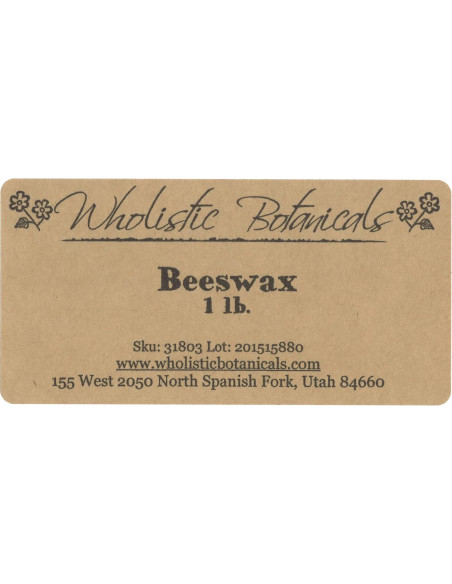 Wholistic Botanicals
Beeswax
1 lb.
Sku: 31803 Lot: 201515880
www.wholisticbotanicals.com
155 West 2050 North Spanish Fork, Utah 84660